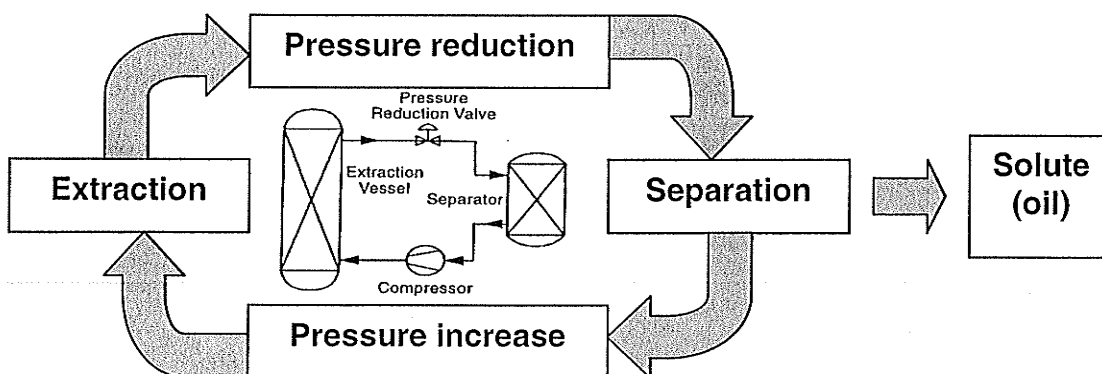 Pressure reduction
Pressure
Reduction Valve
Extraction
Extraction
Vessel
Separator
Separation
Solute
(oil)
Compressor
Pressure increase